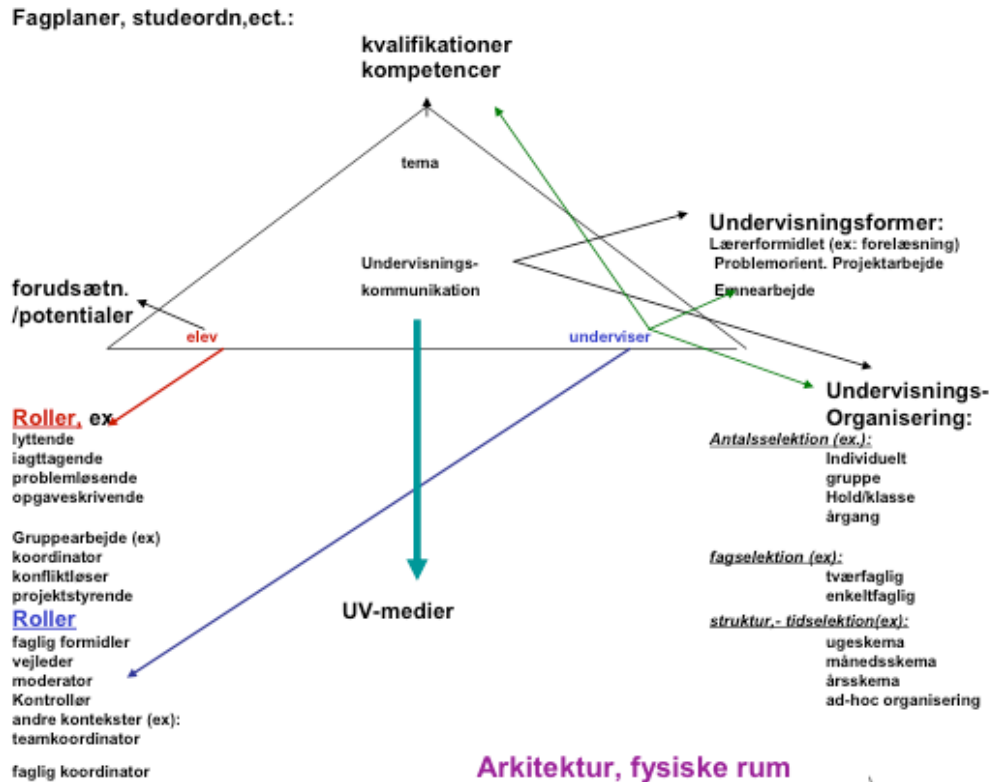 Fagplaner, studeordn,ect.:
kvalifikationer
kompetencer
tema
Undervisningsformer:
Lærerformidlet (ex: forelæsning)
Problemorient. Projektarbejde
Emnearbejde
Undervisnings-
kommunikation
forudsætn.
/potentialer
elev
underviser
Undervisnings-
Organisering:
Antalsselektion (ex.):
Individuelt
gruppe
Hold/klasse
årgang
fagselektion (ex):
tværfaglig
enkeltfaglig
struktur,- tidselektion(ex):
ugeskema
månedsskema
årsskema
ad-hoc organisering
Roller, ex
lyttende
iagttagende
problemløsende
opgaveskrivende
Gruppearbejde (ex)
koordinator
konfliktløser
projektstyrende
Roller
faglig formidler
vejleder
moderator
Kontrollør
andre kontekster (ex):
teamkoordinator
faglig koordinator
UV-medier
Arkitektur, fysiske rum